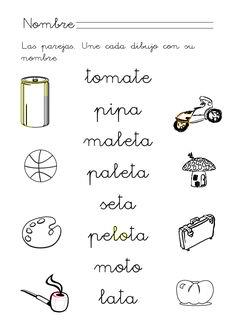 Nombre
Las parejas. Une cada dibujo con su
nombre
tomate
pipa
maleta
paleta
seta
pelota
moto
lata